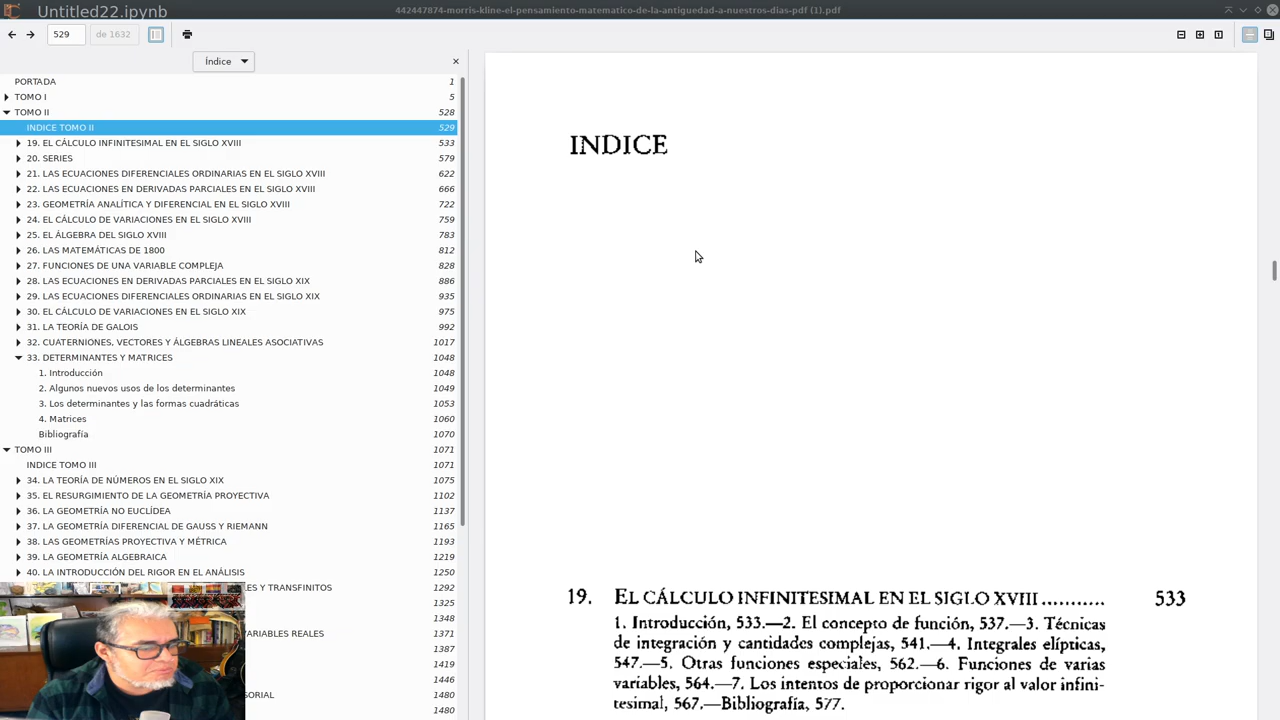 Untitled22.ipynb
442447874-morris-kline-el-pensamiento-matematico-de-la-antiguedad-a-nuestros-dias-pdf (1).pdf
529 de 1632
Índice
PORTADA 1
TOMO I 5
TOMO II 528
INDICE TOMO II 529
19. EL CÁLCULO INFINITESIMAL EN EL SIGLO XVIII 533
20. SERIES 579
21. LAS ECUACIONES DIFERENCIALES ORDINARIAS EN EL SIGLO XVIII 622
22. LAS ECUACIONES EN DERIVADAS PARCIALES EN EL SIGLO XVIII 666
23. GEOMETRÍA ANALÍTICA Y DIFERENCIAL EN EL SIGLO XVIII 722
24. EL CÁLCULO DE VARIACIONES EN EL SIGLO XVIII 759
25. EL ÁLGEBRA DEL SIGLO XVIII 783
26. LAS MATEMÁTICAS DE 1800 812
27. FUNCIONES DE UNA VARIABLE COMPLEJA 828
28. LAS ECUACIONES EN DERIVADAS PARCIALES EN EL SIGLO XIX 886
29. LAS ECUACIONES DIFERENCIALES ORDINARIAS EN EL SIGLO XIX 935
30. EL CÁLCULO DE VARIACIONES EN EL SIGLO XIX 975
31. LA TEORÍA DE GALOIS 992
32. CUATERNIONES, VECTORES Y ÁLGEBRAS LINEALES ASOCIATIVAS 1017
33. DETERMINANTES Y MATRICES 1048
1. Introducción 1048
2. Algunos nuevos usos de los determinantes 1049
3. Los determinantes y las formas cuadráticas 1053
4. Matrices 1060
Bibliografía 1070
TOMO III 1071
INDICE TOMO III 1071
34. LA TEORÍA DE NÚMEROS EN EL SIGLO XIX 1075
35. EL RESURGIMIENTO DE LA GEOMETRÍA PROYECTIVA 1102
36. LA GEOMETRÍA NO EUCLÍDEA 1137
37. LA GEOMETRÍA DIFERENCIAL DE GAUSS Y RIEMANN 1165
38. LAS GEOMETRÍAS PROYECTIVA Y MÉTRICA 1193
39. LA GEOMETRÍA ALGEBRAICA 1219
40. LA INTRODUCCIÓN DEL RIGOR EN EL ANÁLISIS 1250
ES Y TRANSFINITOS 1292
1325
1348
ARIABLES REALES 1371
1387
1419
1446
SORIAL 1480
1480
INDICE
19. EL CÁLCULO INFINITESIMAL EN EL SIGLO XVIII .......... 533
1. Introducción, 533.—2. El concepto de función, 537.—3. Técnicas
de integración y cantidades complejas, 541.—4. Integrales elípticas,
547.—5. Otras funciones especiales, 562.—6. Funciones de varias
variables, 564.—7. Los intentos de proporcionar rigor al valor infini-
tesimal, 567.—Bibliografía, 577.